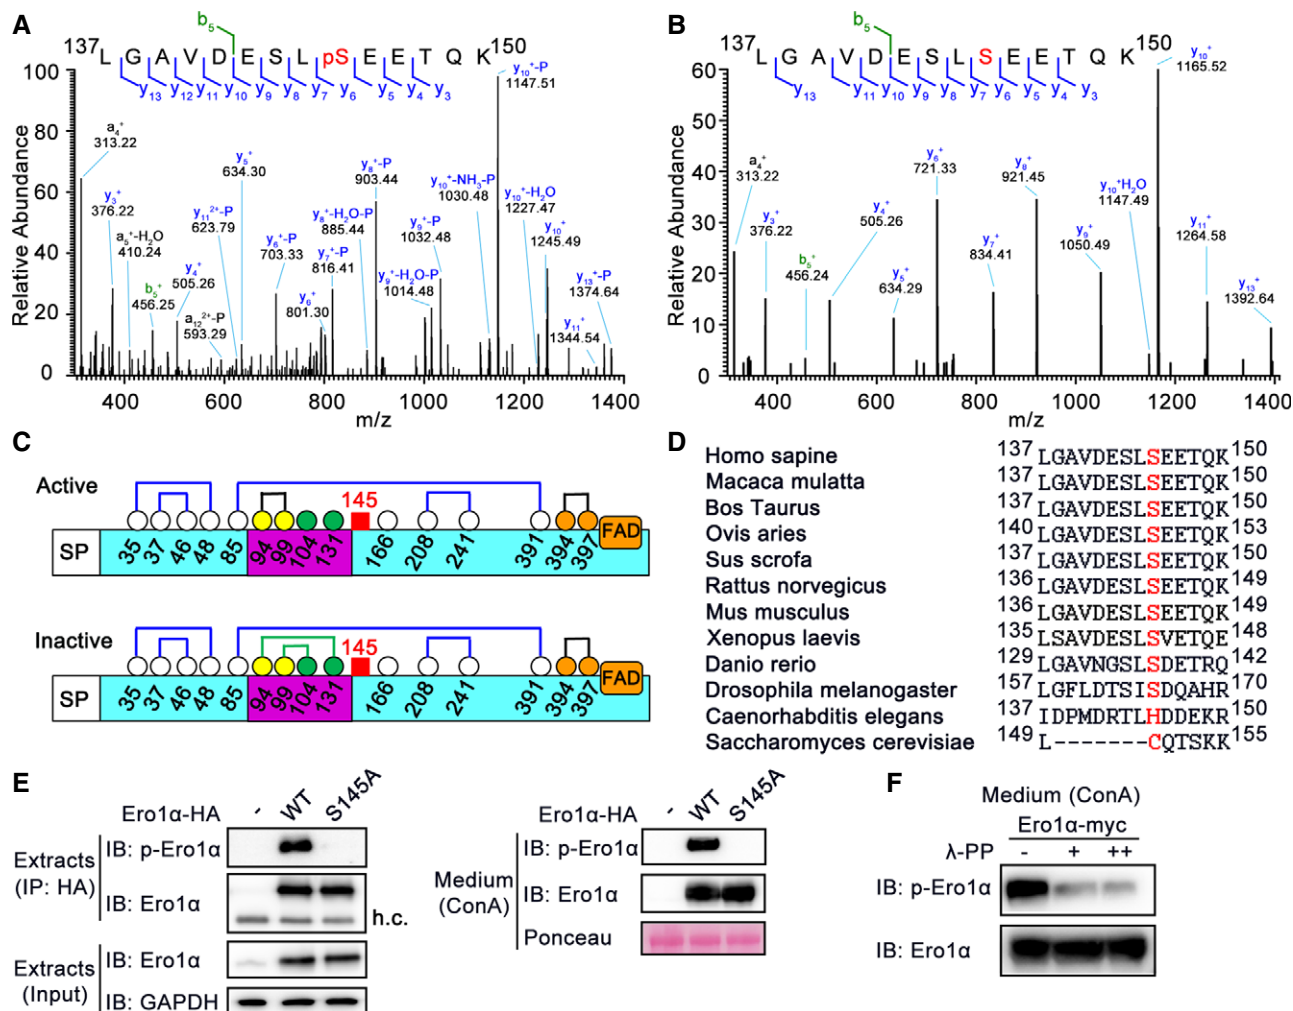 A
b5
137 L G A V D E S L pS E E T Q K 150
y13 y12 y11 y10 y9 y8 y7 y6 y5 y4 y3
Relative Abundance
100
80
60
40
20
0
400 600 800 1000 1200 1400
m/z
a4+
313.22
y3+
376.22
a5+-H2O
410.24
b5+
456.25
y4+
505.26
a12 2+-P
593.29
y11 2+-P
623.79
y5+
634.30
y6+-P
703.33
y6+
801.30
y7+-P
816.41
y8+-H2O-P
885.44
y8+-P
903.44
y9+-H2O-P
1014.48
y9+-P
1032.48
y10+-NH3-P
1030.48
y10+-P
1147.51
y10+-H2O
1227.47
y10+
1245.49
y11+
1344.54
y13+-P
1374.64
B
b5
137 L G A V D E S L S E E T Q K 150
y13 y11 y10 y9 y8 y7 y6 y5 y4 y3
Relative Abundance
60
50
40
30
20
10
0
400 600 800 1000 1200 1400
m/z
a4+
313.22
y3+
376.22
b5+
456.24
y4+
505.26
y5+
634.29
y6+
721.33
y7+
834.41
y8+
921.45
y9+
1050.49
y10+H2O
1147.49
y10+
1165.52
y11+
1264.58
y13+
1392.64
C
Active
145
SP 35 37 46 48 85 94 99 104 131 166 208 241 391 394 397 FAD
Inactive
145
SP 35 37 46 48 85 94 99 104 131 166 208 241 391 394 397 FAD
D
Homo sapine 137 LGAVDESLSEETQK 150
Macaca mulatta 137 LGAVDESLSEETQK 150
Bos Taurus 137 LGAVDESLSEETQK 150
Ovis aries 140 LGAVDESLSEETQK 153
Sus scrofa 137 LGAVDESLSEETQK 150
Rattus norvegicus 136 LGAVDESLSEETQK 149
Mus musculus 136 LGAVDESLSEETQK 149
Xenopus laevis 135 LSAVDESLSVETQE 148
Danio rerio 129 LGAVNGSLSDETRQ 142
Drosophila melanogaster 157 LGFLDTSISDQAHR 170
Caenorhabditis elegans 137 IDPMDRTLHDDEKR 150
Saccharomyces cerevisiae 149 L-------CQTSKK 155
E
Ero1α-HA - WT S145A
Extracts (IP: HA)
IB: p-Ero1α
IB: Ero1α
h.c.
Extracts (Input)
IB: Ero1α
IB: GAPDH
Ero1α-HA - WT S145A
Medium (ConA)
IB: p-Ero1α
IB: Ero1α
Ponceau
F
Medium (ConA)
Ero1α-myc
λ-PP - + ++
IB: p-Ero1α
IB: Ero1α